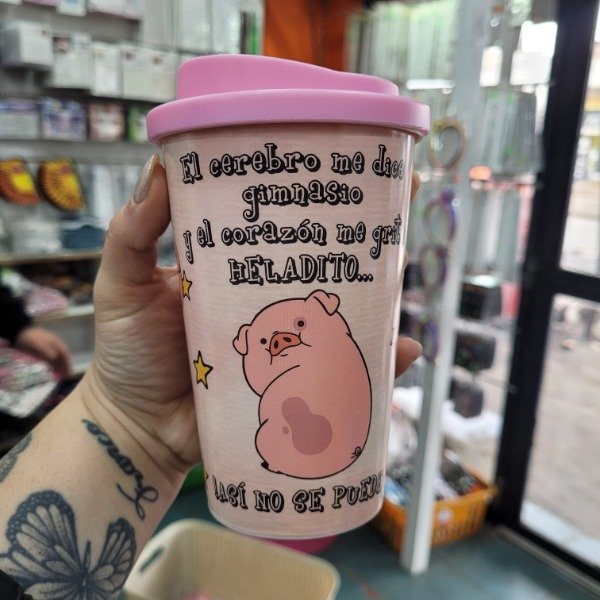 El cerebro me dice
gimnasio
y el corazón me grita
HELADITO...
¡ASÍ NO SE PUEDE